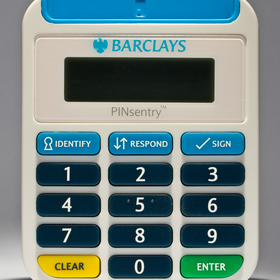 BARCLAYS
PINsentry™
IDENTIFY RESPOND SIGN
1 2 3
4 5 6
7 8 9
CLEAR 0 ENTER